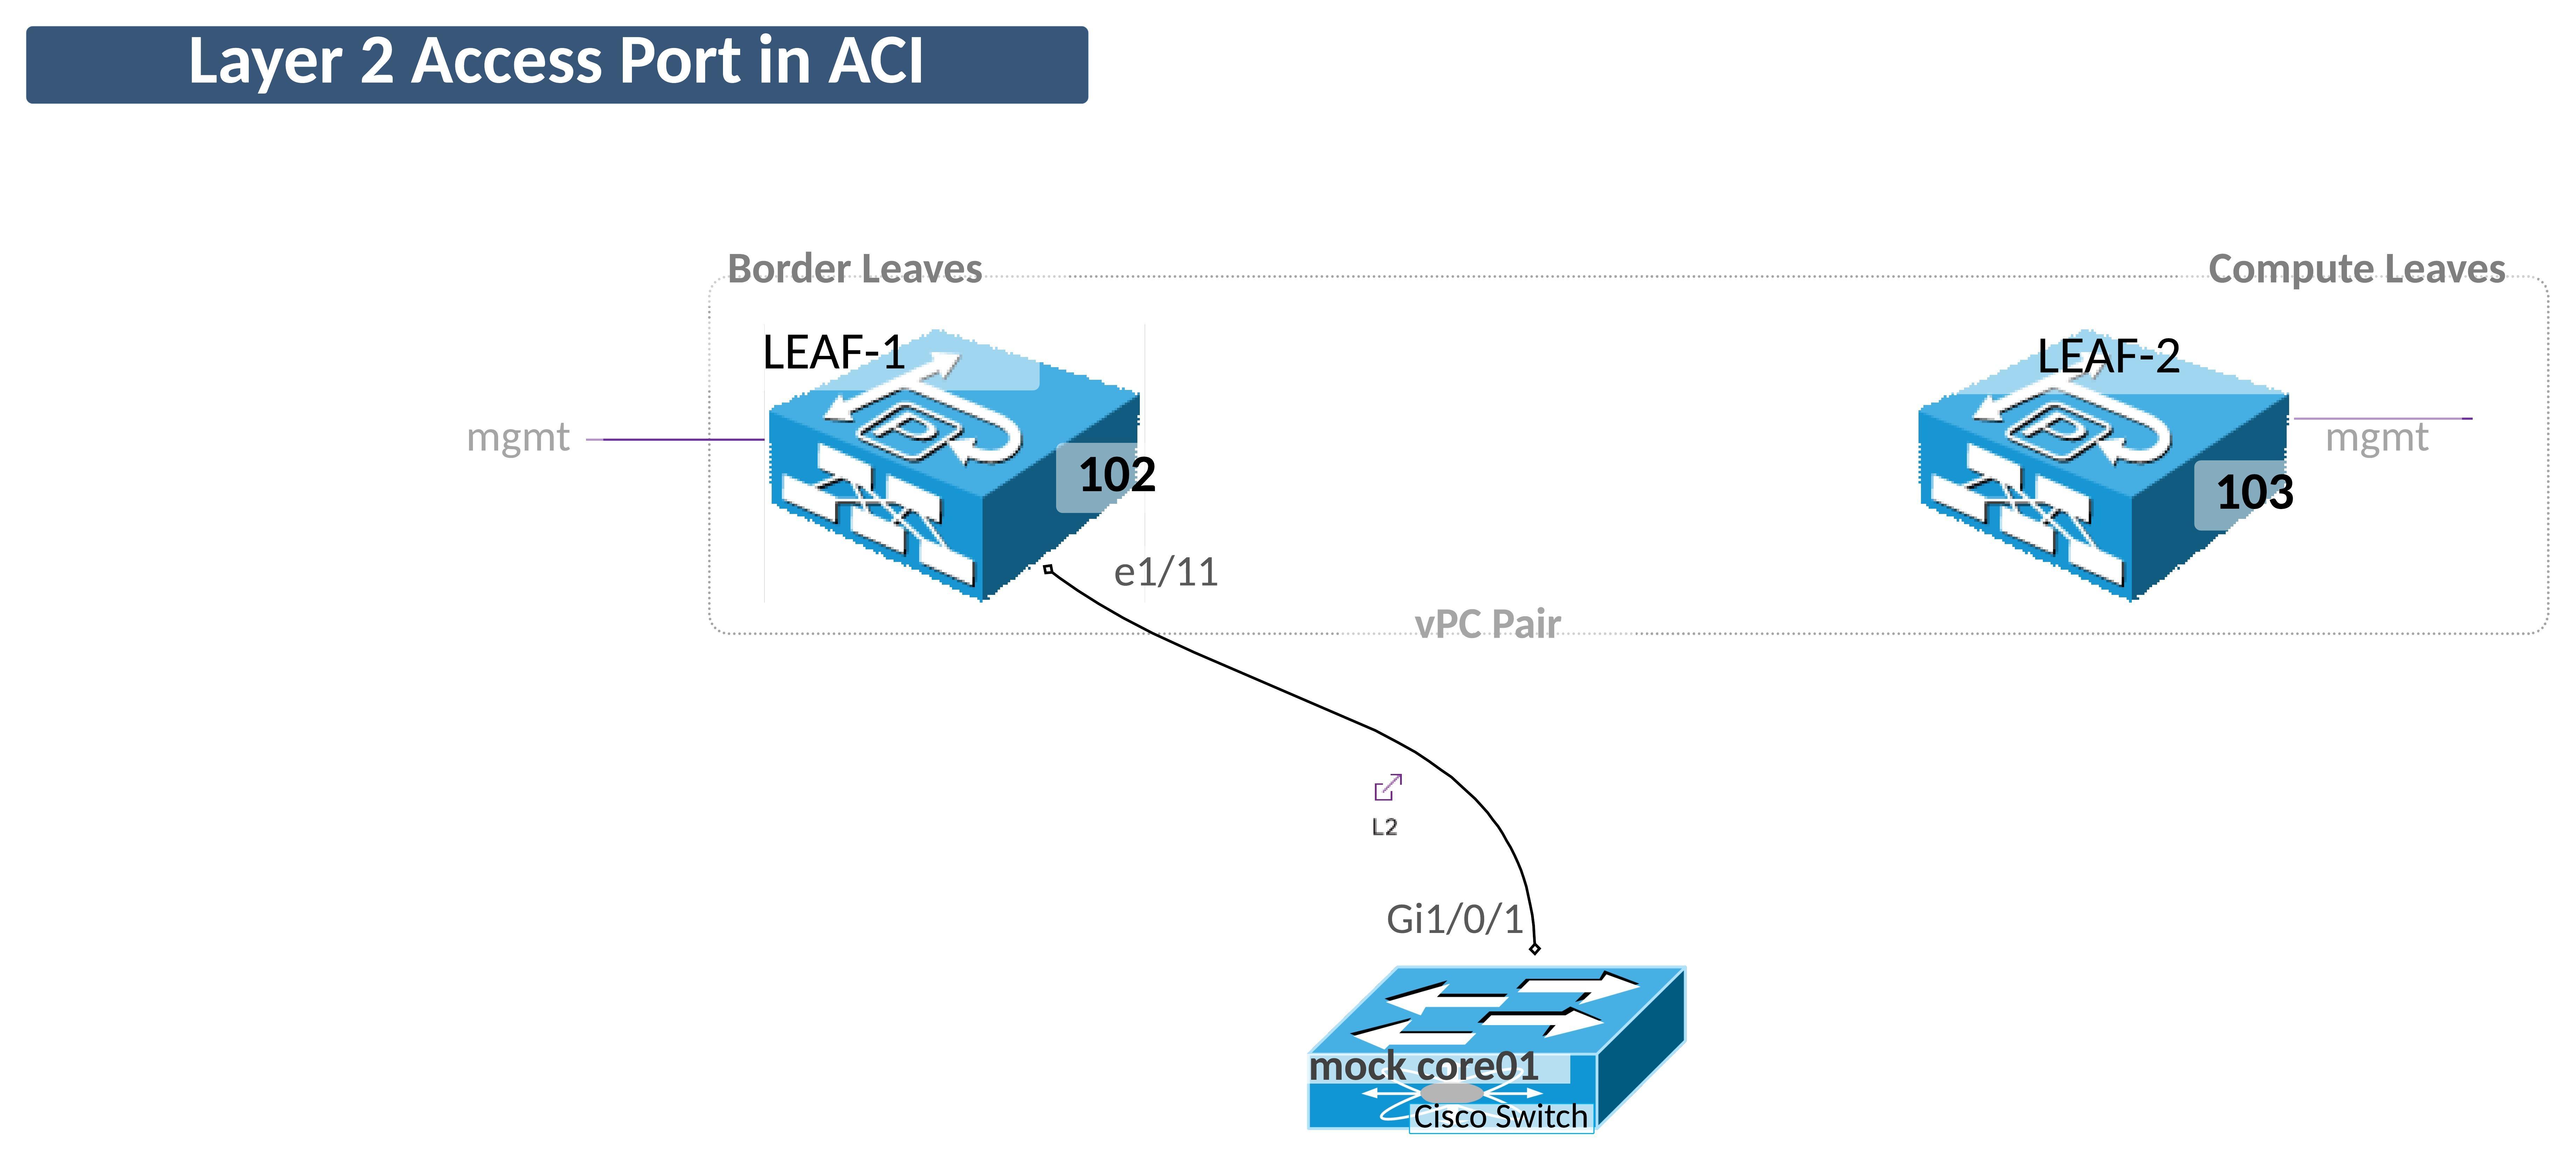 Layer 2 Access Port in ACI
Border Leaves
Compute Leaves
LEAF-1
LEAF-2
mgmt
mgmt
102
103
e1/11
vPC Pair
L2
Gi1/0/1
mock core01
Cisco Switch